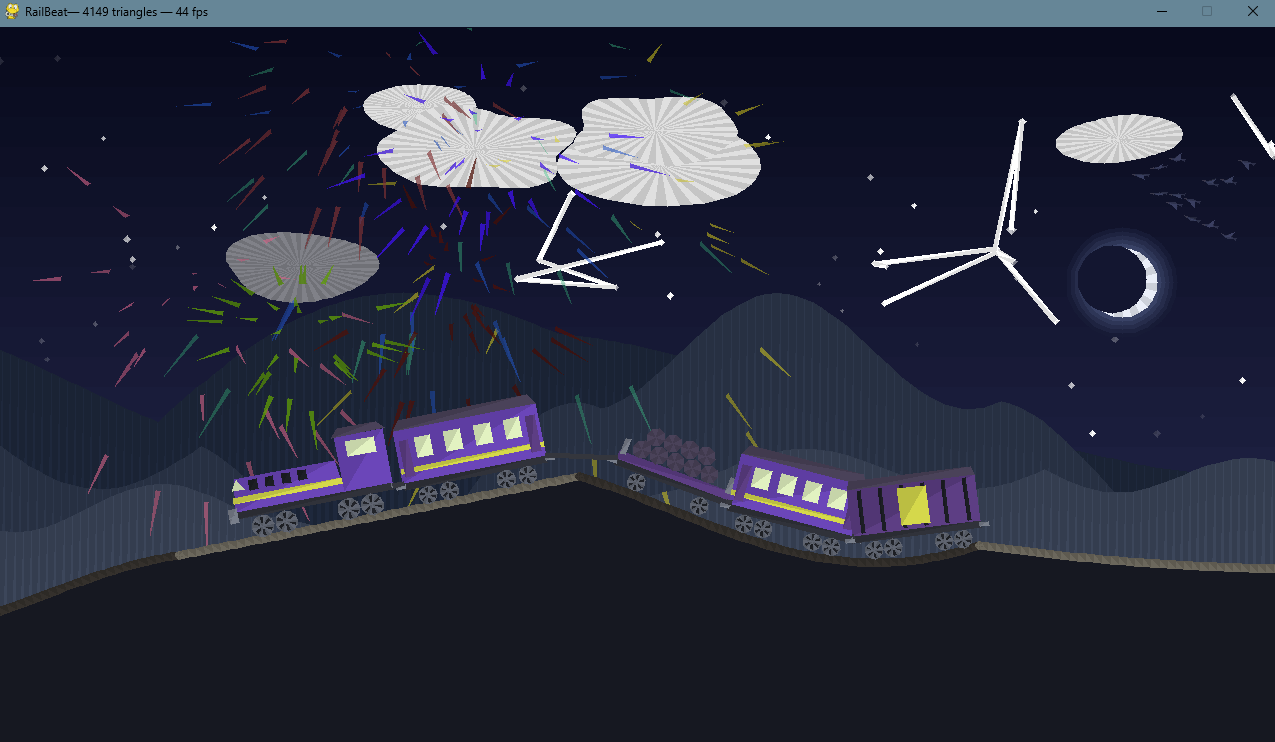 RailBeat— 4149 triangles — 44 fps